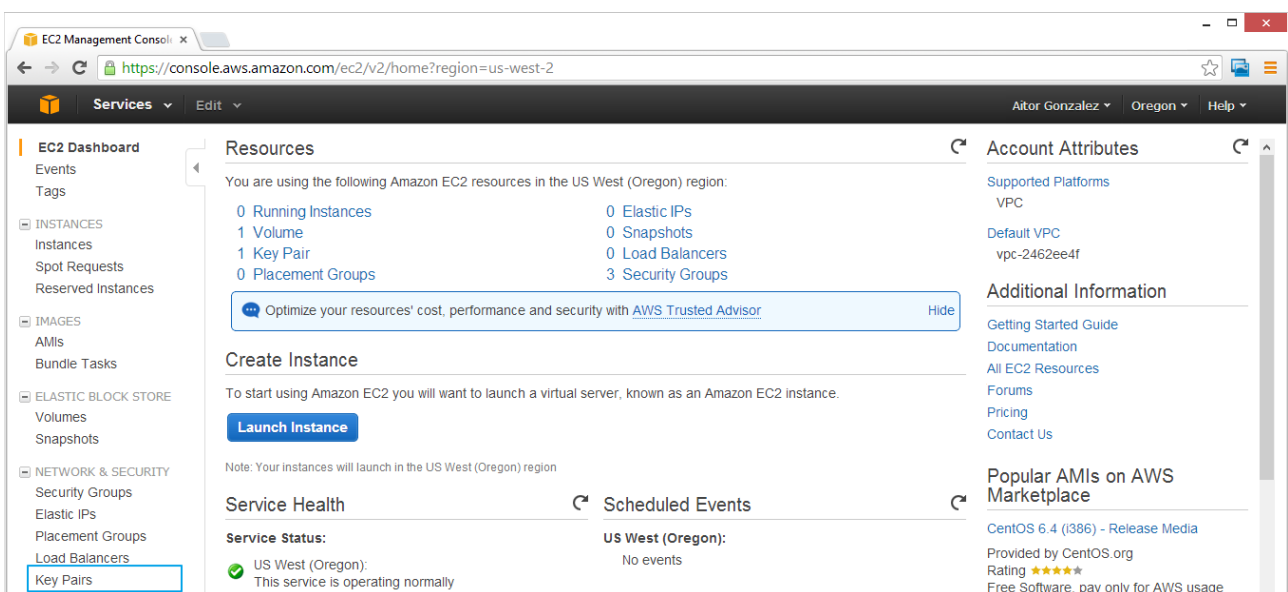 EC2 Management Consol
https://console.aws.amazon.com/ec2/v2/home?region=us-west-2
Services Edit Aitor Gonzalez Oregon Help
EC2 Dashboard
Events
Tags
INSTANCES
Instances
Spot Requests
Reserved Instances
IMAGES
AMIs
Bundle Tasks
ELASTIC BLOCK STORE
Volumes
Snapshots
NETWORK & SECURITY
Security Groups
Elastic IPs
Placement Groups
Load Balancers
Key Pairs
Resources
You are using the following Amazon EC2 resources in the US West (Oregon) region:
0 Running Instances
1 Volume
1 Key Pair
0 Placement Groups
0 Elastic IPs
0 Snapshots
0 Load Balancers
3 Security Groups
Optimize your resources' cost, performance and security with AWS Trusted Advisor Hide
Create Instance
To start using Amazon EC2 you will want to launch a virtual server, known as an Amazon EC2 instance.
Launch Instance
Note: Your instances will launch in the US West (Oregon) region
Service Health
Service Status:
US West (Oregon):
This service is operating normally
Scheduled Events
US West (Oregon):
No events
Account Attributes
Supported Platforms
VPC
Default VPC
vpc-2462ee4f
Additional Information
Getting Started Guide
Documentation
All EC2 Resources
Forums
Pricing
Contact Us
Popular AMIs on AWS
Marketplace
CentOS 6.4 (i386) - Release Media
Provided by CentOS.org
Rating
Free Software, pay only for AWS usage